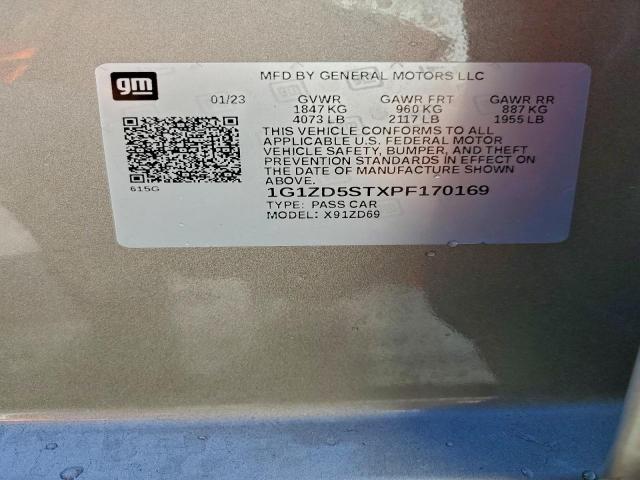 gm
MFD BY GENERAL MOTORS LLC
01/23 GVWR GAWR FRT GAWR RR
1847 KG 960 KG 887 KG
4073 LB 2117 LB 1955 LB
THIS VEHICLE CONFORMS TO ALL
APPLICABLE U.S. FEDERAL MOTOR
VEHICLE SAFETY, BUMPER, AND THEFT
PREVENTION STANDARDS IN EFFECT ON
THE DATE OF MANUFACTURE SHOWN
ABOVE.
615G
1G1ZD5STXPF170169
TYPE: PASS CAR
MODEL: X91ZD69